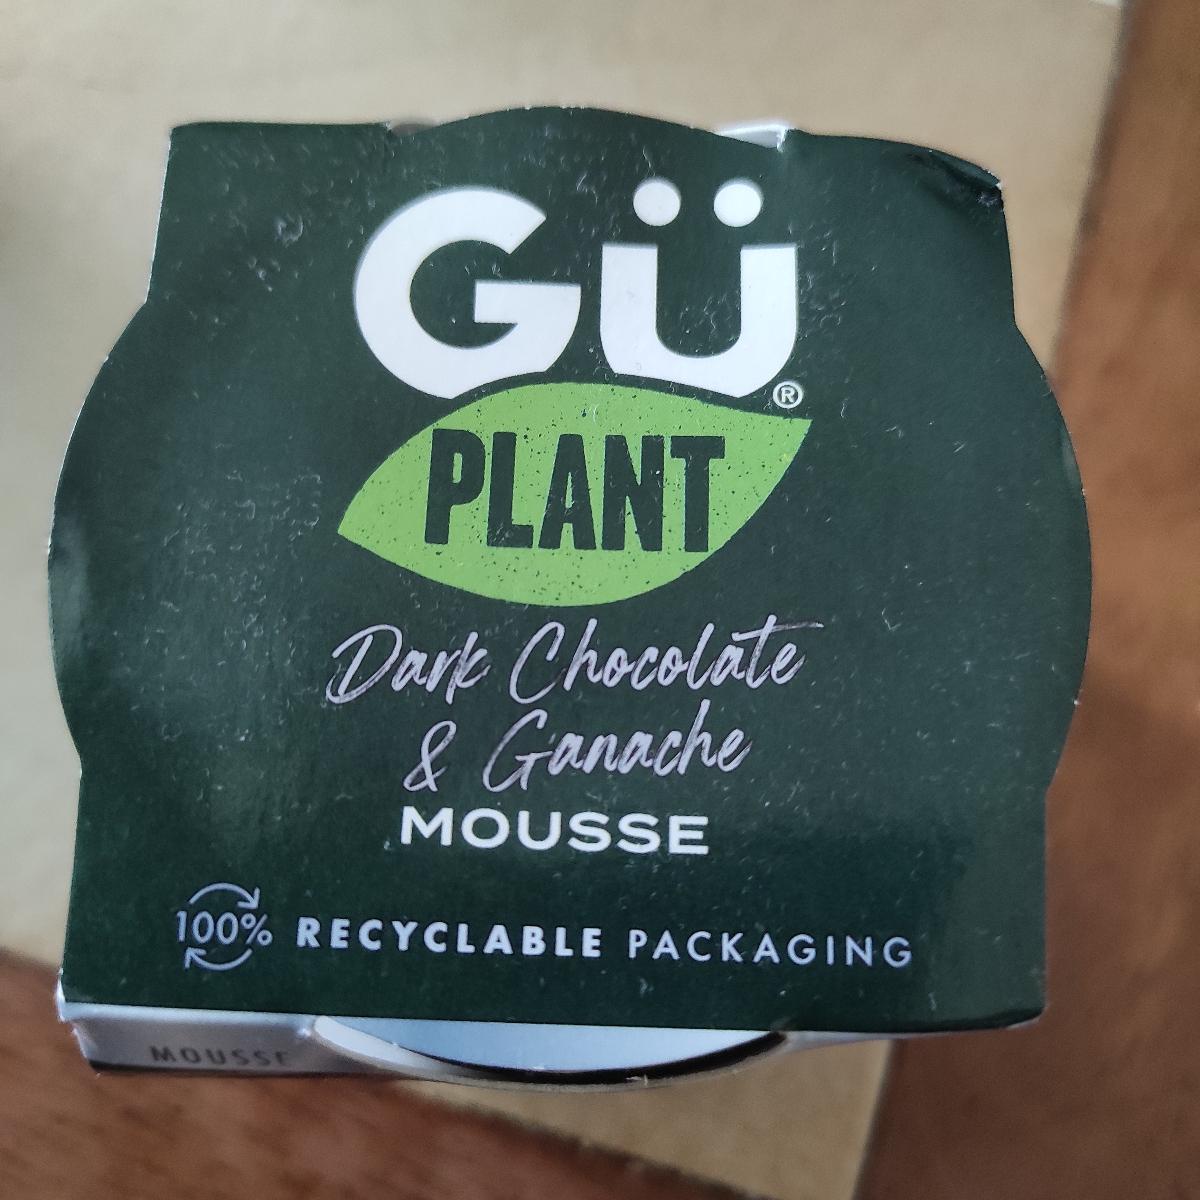 Gü®
PLANT
Dark Chocolate
& Ganache
MOUSSE
100% RECYCLABLE PACKAGING
MOUSSE